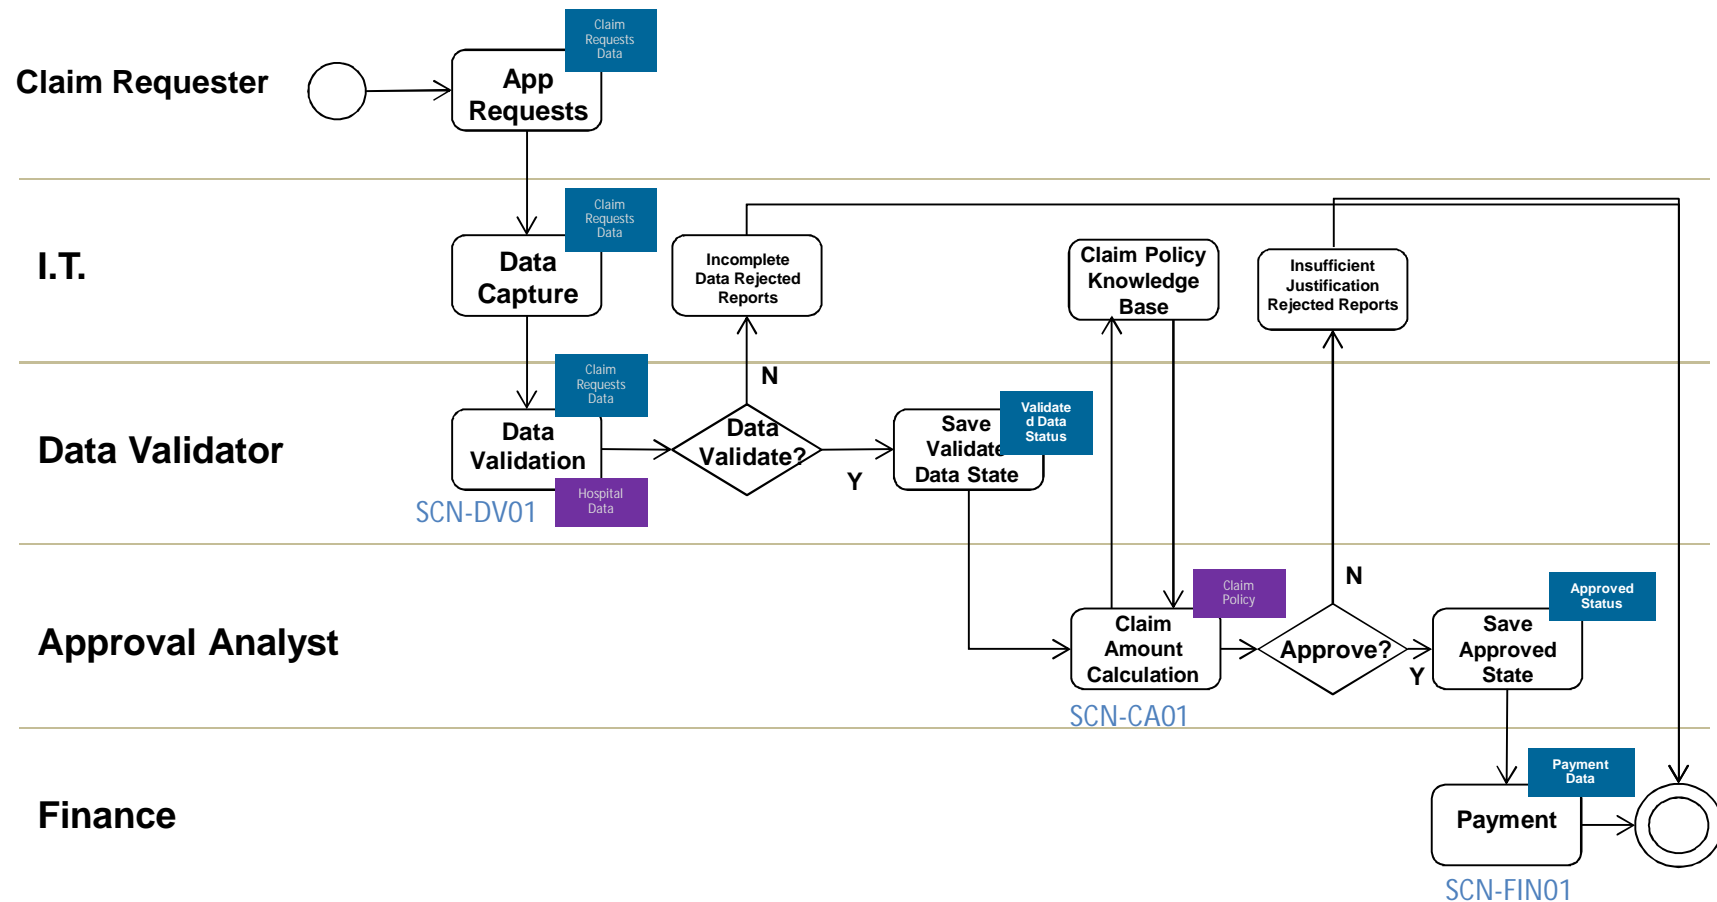 Claim
Requests
Data
Claim Requester
App
Requests
Claim
Requests
Data
I.T.
Data
Capture
Incomplete
Data Rejected
Reports
Claim Policy
Knowledge
Base
Insufficient
Justification
Rejected Reports
Claim
Requests
Data
N
Data Validator
Data
Validation
Hospital
Data
SCN-DV01
Data
Validate?
Y
Save
Validate
Data State
Validate
d Data
Status
Approval Analyst
Claim
Amount
Calculation
Claim
Policy
SCN-CA01
N
Approve?
Y
Save
Approved
State
Approved
Status
Finance
Payment
Data
Payment
SCN-FIN01